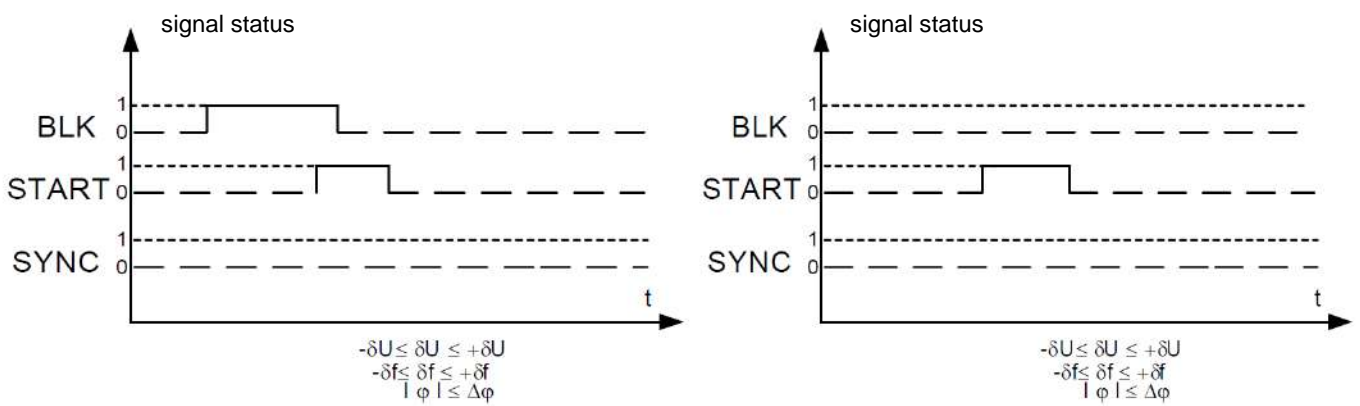 signal status
BLK 1 0
START 1 0
SYNC 1 0
t
-δU≤ δU ≤ +δU
-δf≤ δf ≤ +δf
| φ | ≤ Δφ
signal status
BLK 1 0
START 1 0
SYNC 1 0
t
-δU≤ δU ≤ +δU
-δf≤ δf ≤ +δf
| φ | ≤ Δφ